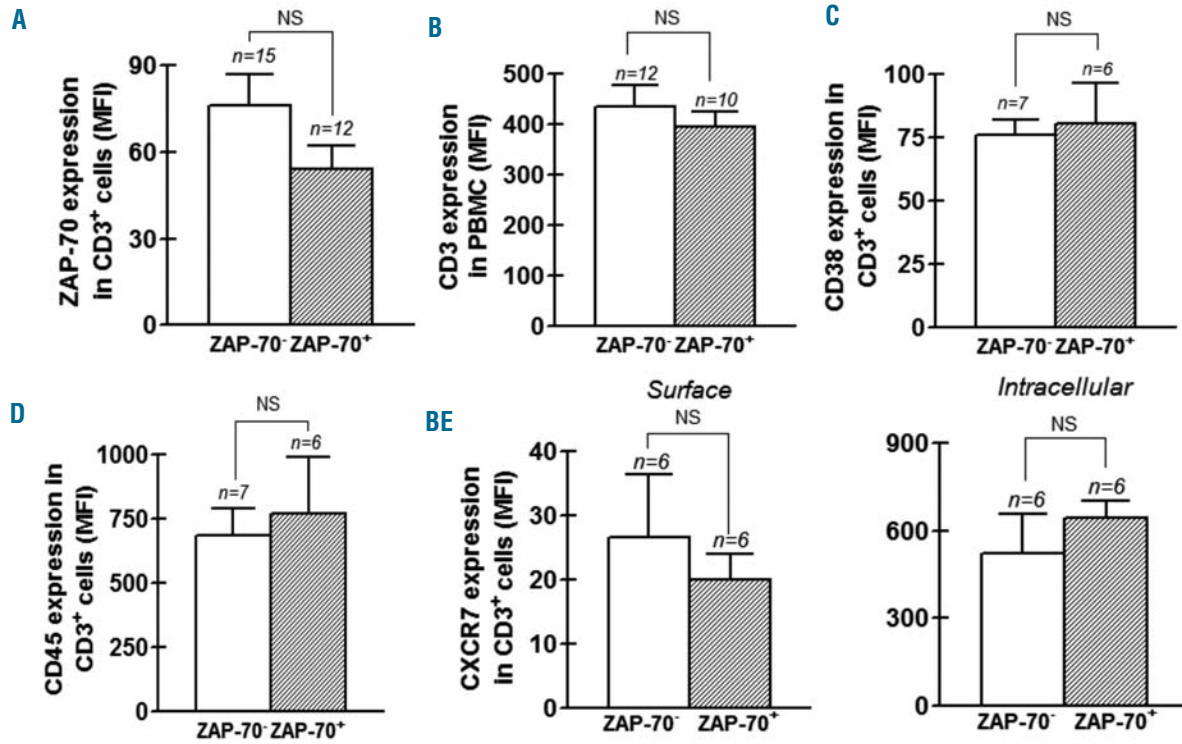 A
NS
ZAP-70 expression
in CD3⁺ cells (MFI)
90
60
30
0
n=15
n=12
ZAP-70⁻ ZAP-70⁺
B
NS
CD3 expression
in PBMC (MFI)
500
400
300
200
100
0
n=12
n=10
ZAP-70⁻ ZAP-70⁺
C
NS
CD38 expression in
CD3⁺ cells (MFI)
100
75
50
25
0
n=7
n=6
ZAP-70⁻ ZAP-70⁺
D
NS
CD45 expression in
CD3⁺ cells (MFI)
1000
750
500
250
0
n=7
n=6
ZAP-70⁻ ZAP-70⁺
BE
Surface
NS
CXCR7 expression
in CD3⁺ cells (MFI)
40
30
20
10
0
n=6
n=6
ZAP-70⁻ ZAP-70⁺
Intracellular
NS
900
600
300
0
n=6
n=6
ZAP-70⁻ ZAP-70⁺